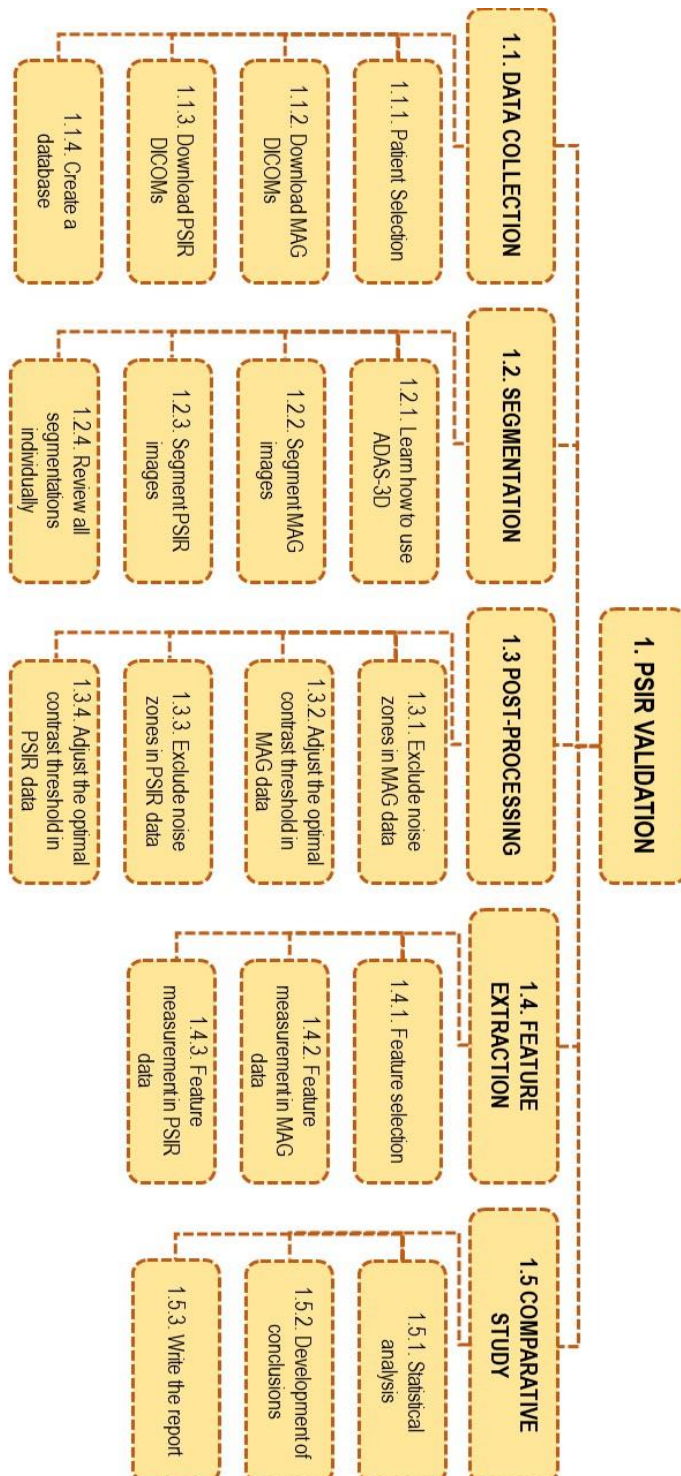 1. PSIR VALIDATION
1.1. DATA COLLECTION
1.1.1. Patient Selection
1.1.2. Download MAG
DICOMs
1.1.3. Download PSIR
DICOMs
1.1.4. Create a
database
1.2. SEGMENTATION
1.2.1. Learn how to use
ADAS-3D
1.2.2. Segment MAG
images
1.2.3. Segment PSIR
images
1.2.4. Review all
segmentations
individually
1.3 POST-PROCESSING
1.3.1. Exclude noise
zones in MAG data
1.3.2. Adjust the optimal
contrast threshold in
MAG data
1.3.3. Exclude noise
zones in PSIR data
1.3.4. Adjust the optimal
contrast threshold in
PSIR data
1.4. FEATURE
EXTRACTION
1.4.1. Feature selection
1.4.2. Feature
measurement in MAG
data
1.4.3. Feature
measurement in PSIR
data
1.5 COMPARATIVE
STUDY
1.5.1. Statistical
analysis
1.5.2. Development of
conclusions
1.5.3. Write the report